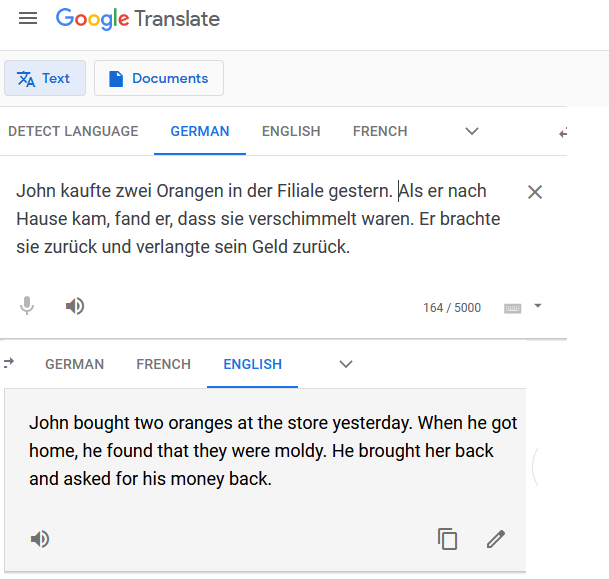 Google Translate
Text
Documents
DETECT LANGUAGE GERMAN ENGLISH FRENCH
John kaufte zwei Orangen in der Filiale gestern. Als er nach
Hause kam, fand er, dass sie verschimmelt waren. Er brachte
sie zurück und verlangte sein Geld zurück.
164 / 5000
GERMAN FRENCH ENGLISH
John bought two oranges at the store yesterday. When he got
home, he found that they were moldy. He brought her back
and asked for his money back.